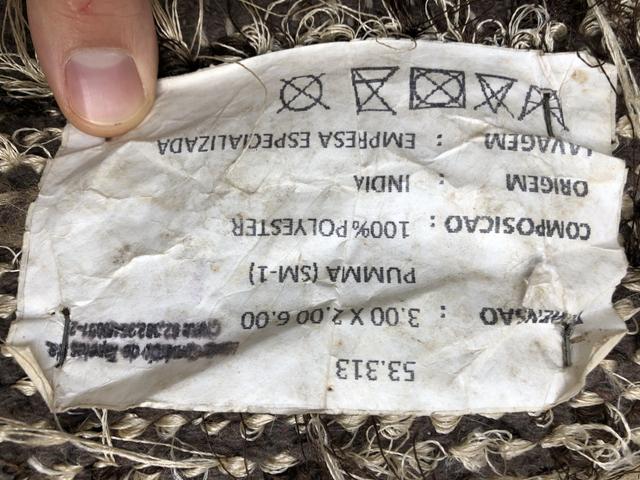 53.313
DIMENSAO : 3.00 X 2.00 6.00
PUMMA (SM-1)
COMPOSICAO : 100%POLYESTER
ORIGEM : INDIA
LAVAGEM : EMPRESA ESPECIALIZADA